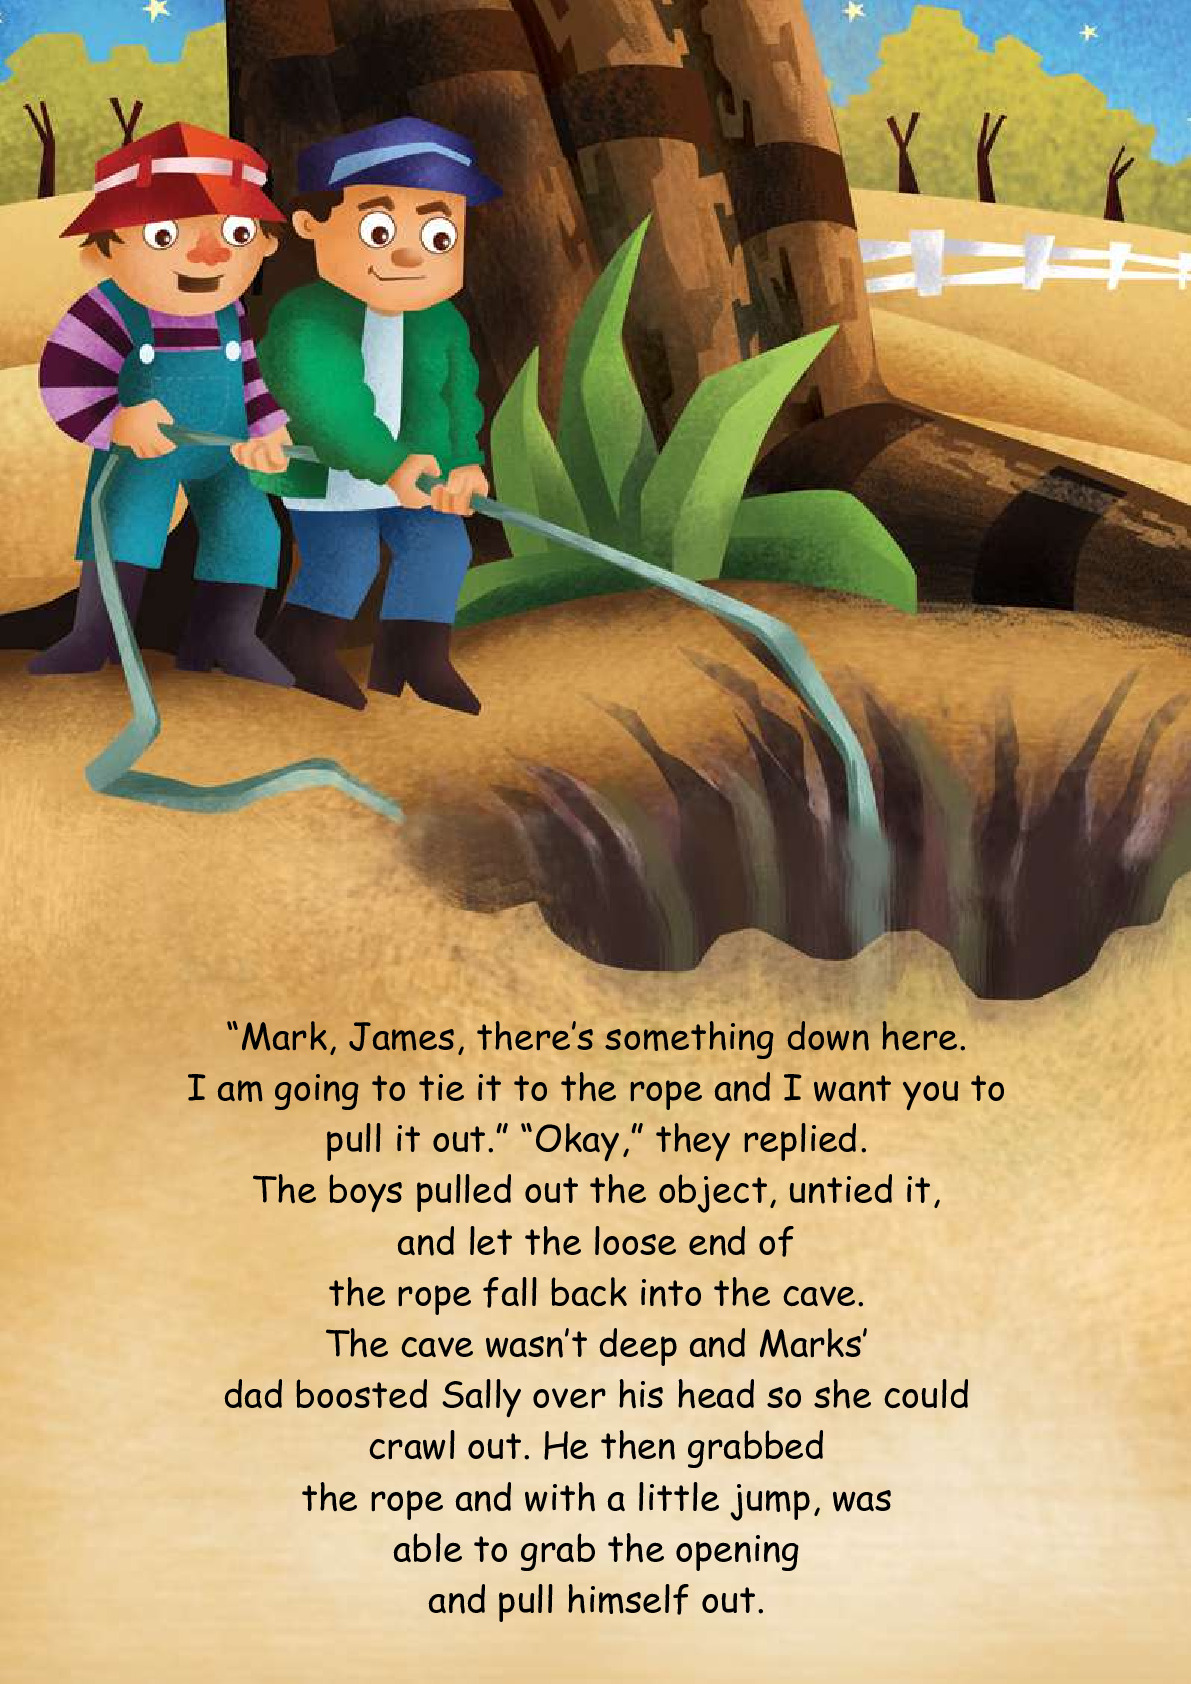 “Mark, James, there’s something down here.
I am going to tie it to the rope and I want you to
pull it out.” “Okay,” they replied.
The boys pulled out the object, untied it,
and let the loose end of
the rope fall back into the cave.
The cave wasn’t deep and Marks’
dad boosted Sally over his head so she could
crawl out. He then grabbed
the rope and with a little jump, was
able to grab the opening
and pull himself out.